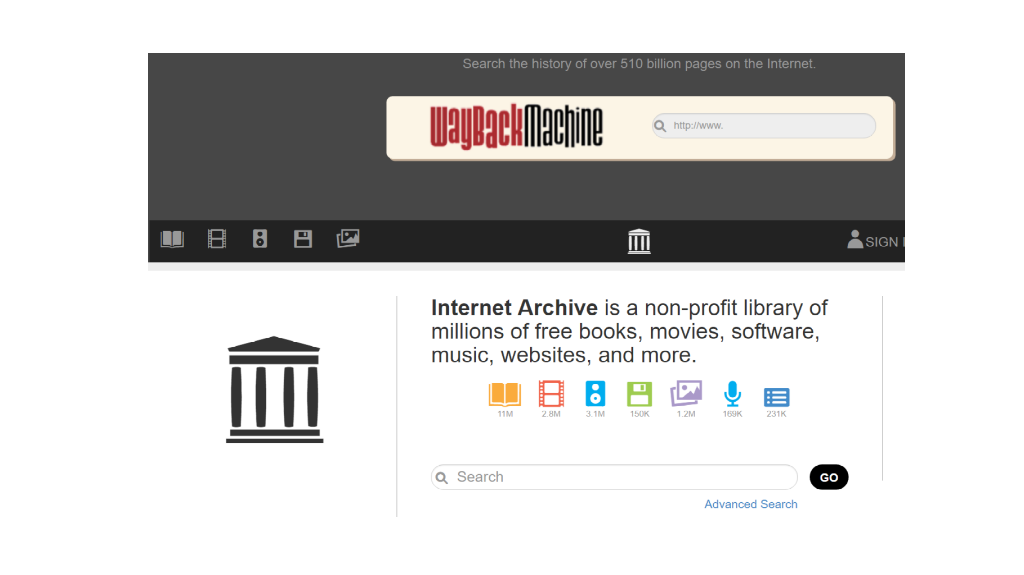 Search the history of over 510 billion pages on the Internet.
WayBackMachine
http://www.
SIGN
Internet Archive is a non-profit library of
millions of free books, movies, software,
music, websites, and more.
11M 2.8M 3.1M 150K 1.2M 169K 231K
Search
GO
Advanced Search